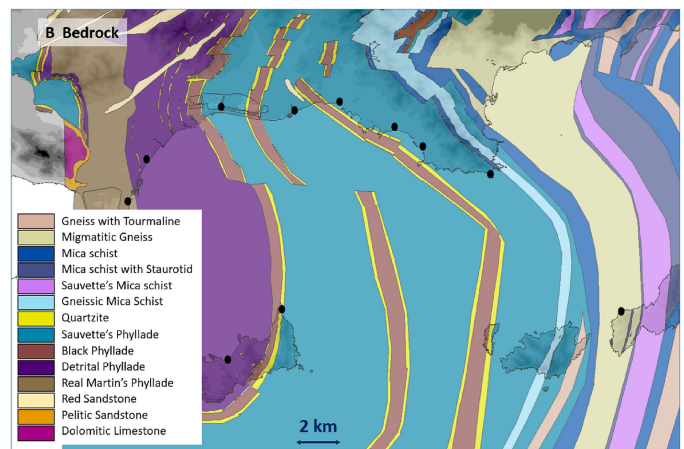 B Bedrock
Gneiss with Tourmaline
Migmatitic Gneiss
Mica schist
Mica schist with Staurotid
Sauvette's Mica schist
Gneissic Mica Schist
Quartzite
Sauvette's Phyllade
Black Phyllade
Detrital Phyllade
Real Martin's Phyllade
Red Sandstone
Pelitic Sandstone
Dolomitic Limestone
2 km